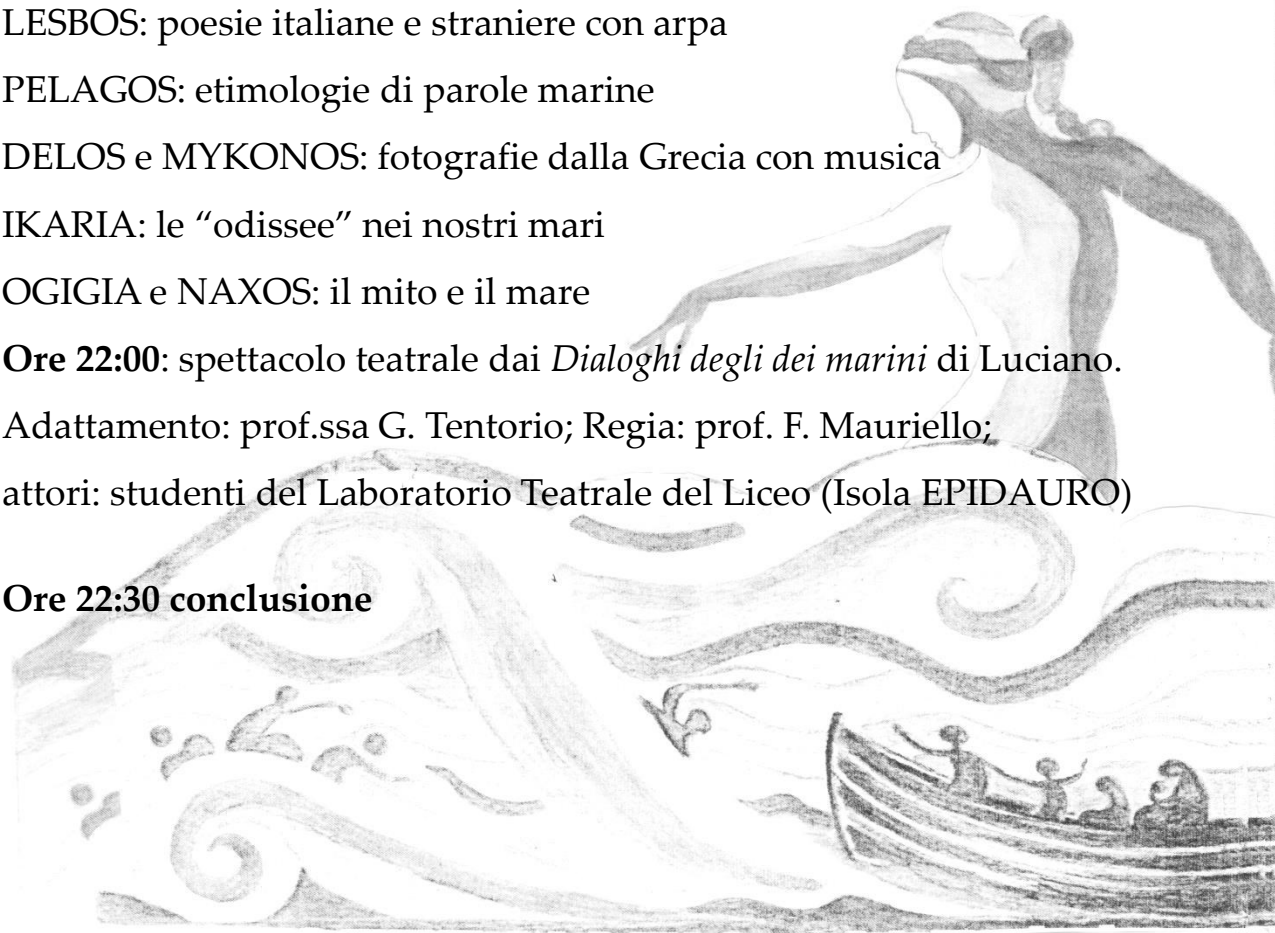 LESBOS: poesie italiane e straniere con arpa
PELAGOS: etimologie di parole marine
DELOS e MYKONOS: fotografie dalla Grecia con musica
IKARIA: le “odissee” nei nostri mari
OGIGIA e NAXOS: il mito e il mare
Ore 22:00: spettacolo teatrale dai Dialoghi degli dei marini di Luciano.
Adattamento: prof.ssa G. Tentorio; Regia: prof. F. Mauriello;
attori: studenti del Laboratorio Teatrale del Liceo (Isola EPIDAURO)
Ore 22:30 conclusione